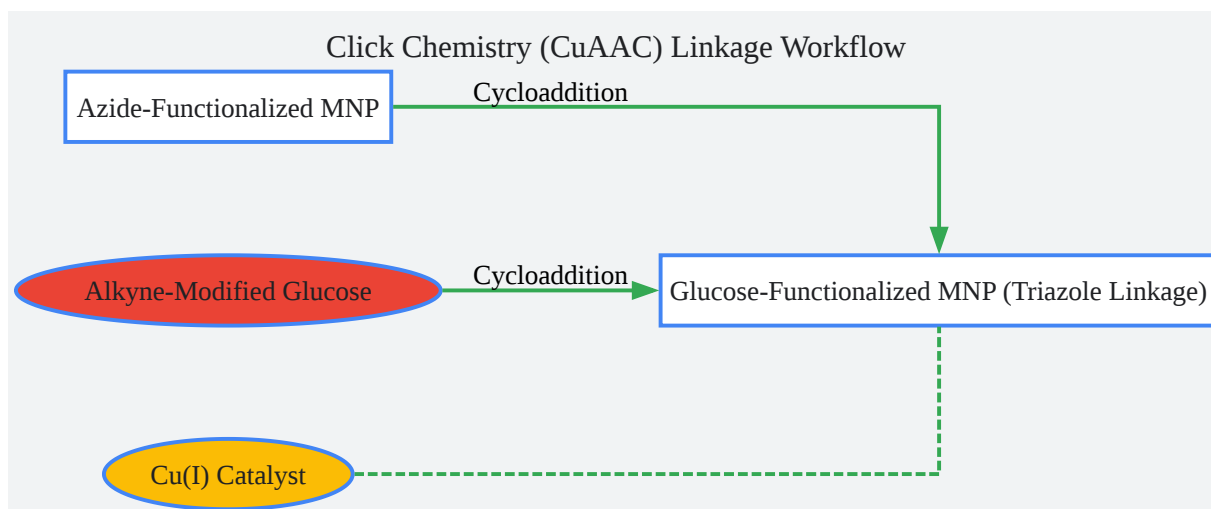 Click Chemistry (CuAAC) Linkage Workflow
Azide-Functionalized MNP
Cycloaddition
Alkyne-Modified Glucose
Cycloaddition
Glucose-Functionalized MNP (Triazole Linkage)
Cu(I) Catalyst